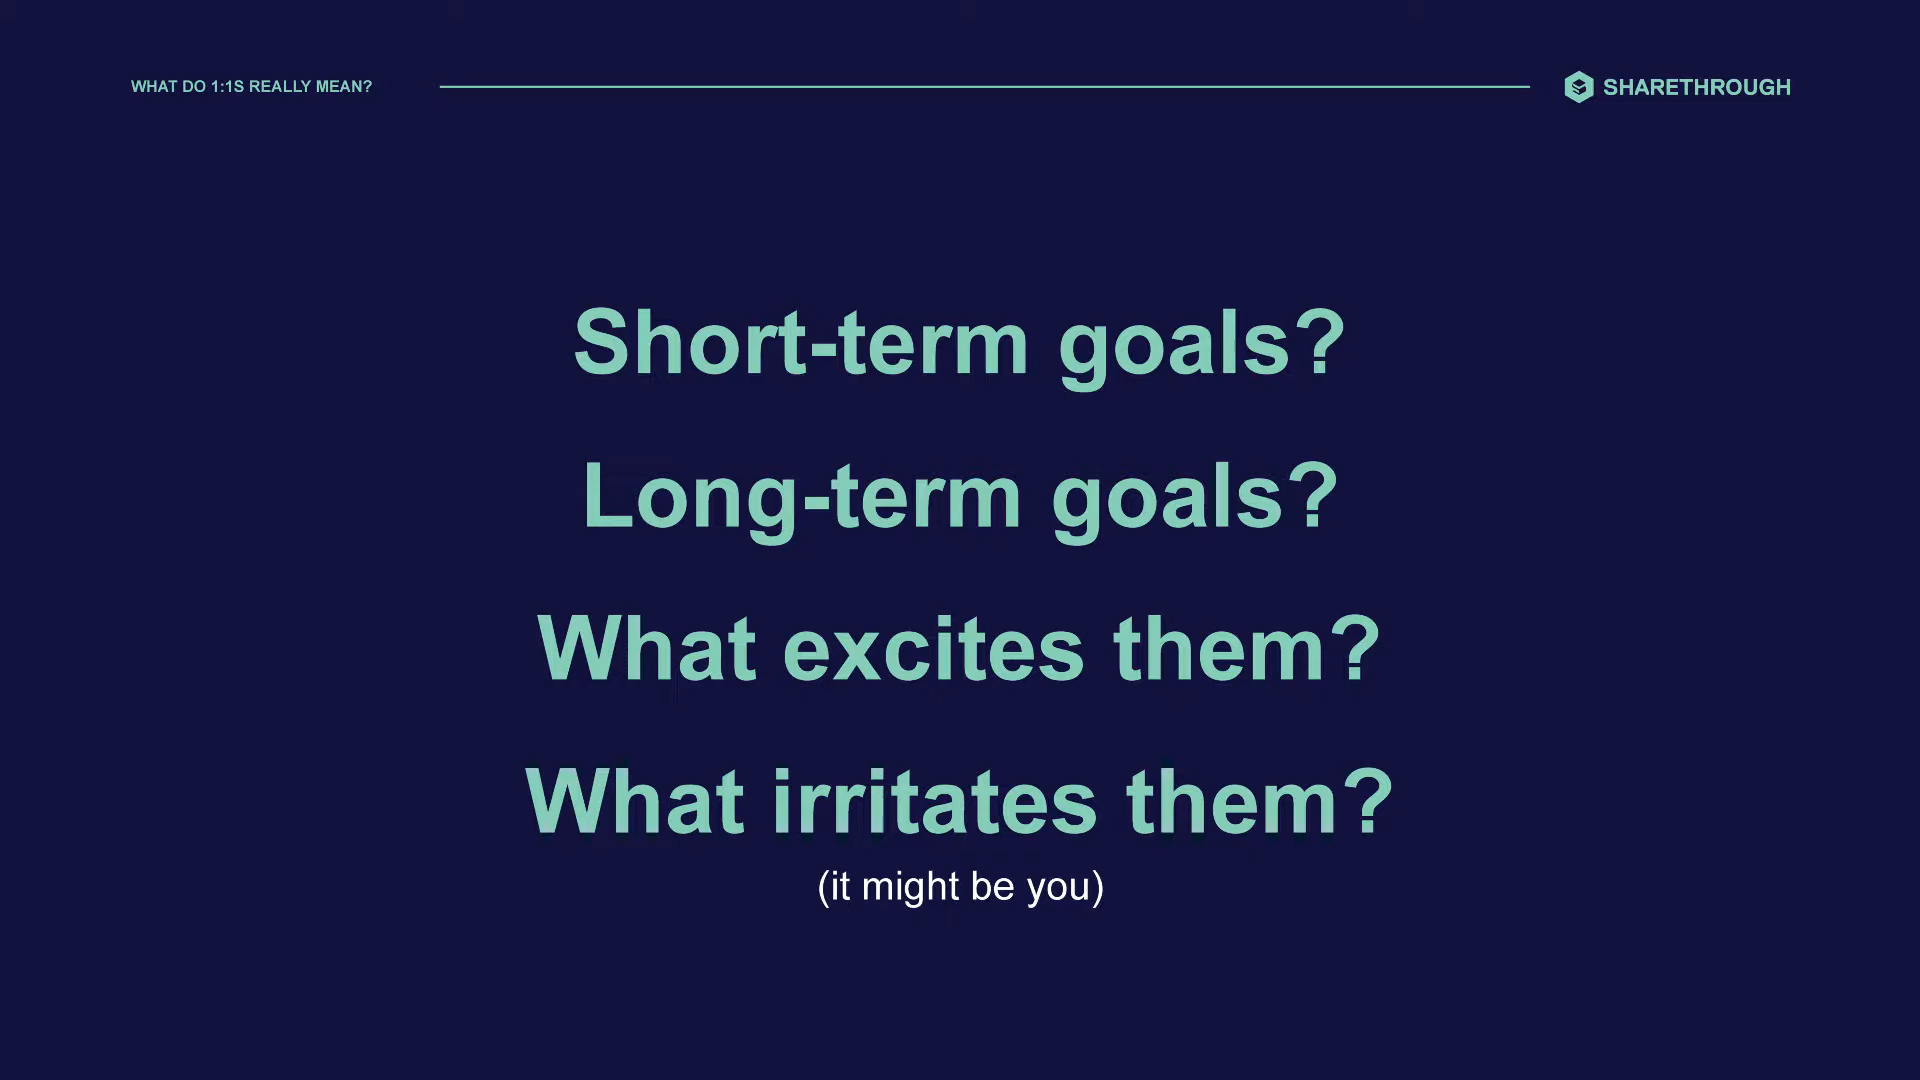 WHAT DO 1:1S REALLY MEAN?
SHARETHROUGH
Short-term goals?
Long-term goals?
What excites them?
What irritates them?
(it might be you)